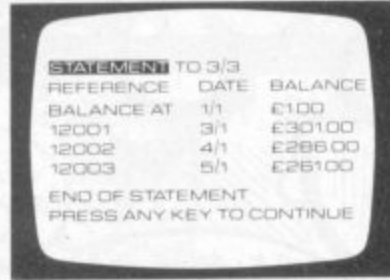 STATEMENT TO 3/3
REFERENCE DATE BALANCE
BALANCE AT 1/1 £1.00
12001 3/1 £301.00
12002 4/1 £286.00
12003 5/1 £261.00
END OF STATEMENT
PRESS ANY KEY TO CONTINUE